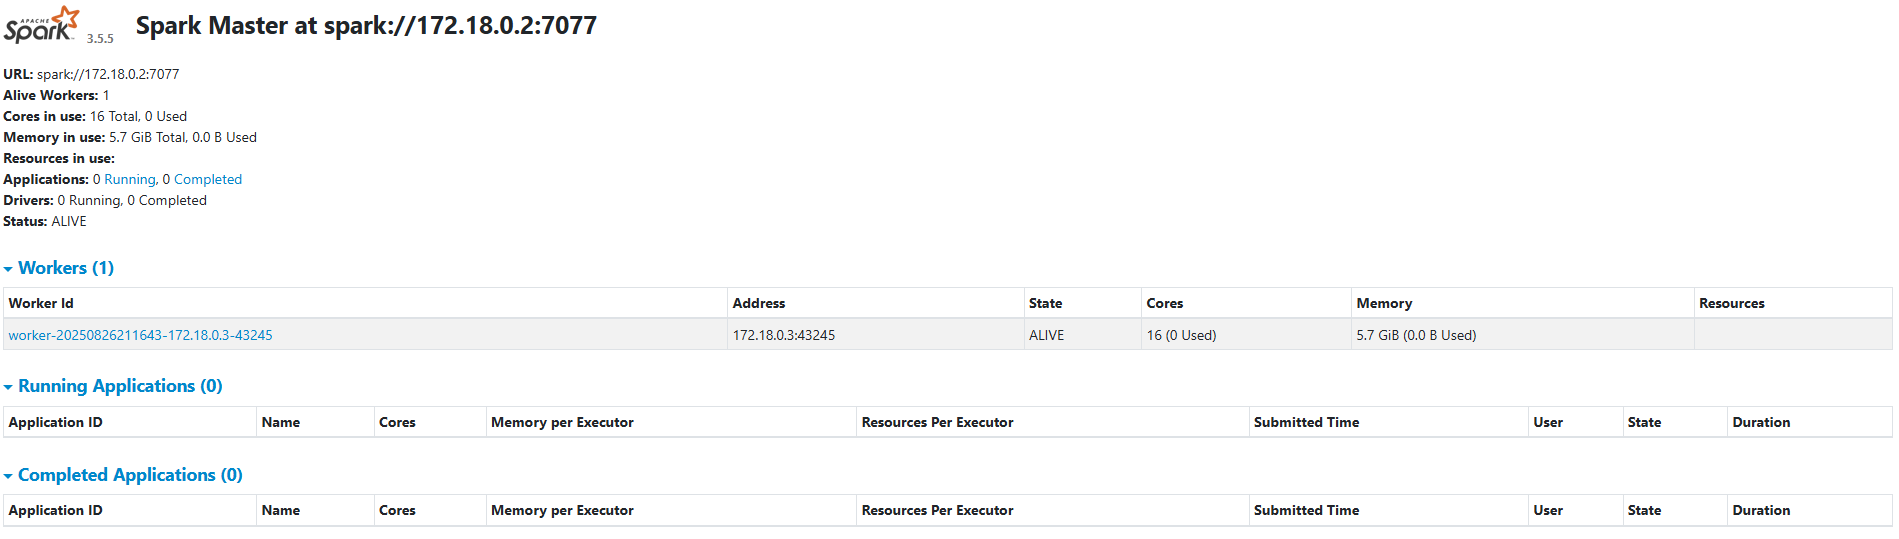 APACHE
Spark 3.5.5 Spark Master at spark://172.18.0.2:7077
URL: spark://172.18.0.2:7077
Alive Workers: 1
Cores in use: 16 Total, 0 Used
Memory in use: 5.7 GiB Total, 0.0 B Used
Resources in use:
Applications: 0 Running, 0 Completed
Drivers: 0 Running, 0 Completed
Status: ALIVE
Workers (1)
Worker Id Address State Cores Memory Resources
worker-20250826211643-172.18.0.3-43245 172.18.0.3:43245 ALIVE 16 (0 Used) 5.7 GiB (0.0 B Used)
Running Applications (0)
Application ID Name Cores Memory per Executor Resources Per Executor Submitted Time User State Duration
Completed Applications (0)
Application ID Name Cores Memory per Executor Resources Per Executor Submitted Time User State Duration